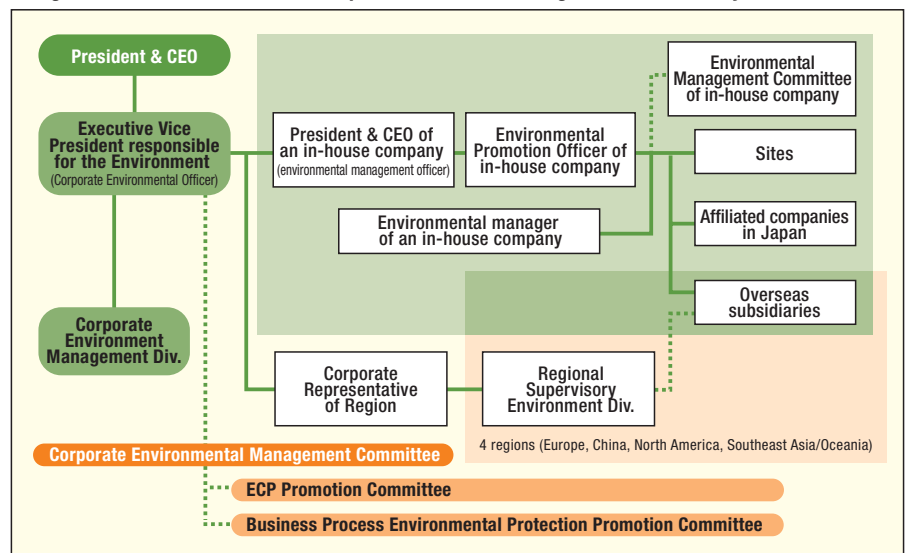 President & CEO
Executive Vice
President responsible
for the Environment
(Corporate Environmental Officer)
Corporate
Environment
Management Div.
President & CEO of
an in-house company
(environmental management officer)
Environmental
Promotion Officer of
in-house company
Environmental manager
of an in-house company
Environmental
Management Committee
of in-house company
Sites
Affiliated companies
in Japan
Overseas
subsidiaries
Corporate
Representative
of Region
Regional
Supervisory
Environment Div.
4 regions (Europe, China, North America, Southeast Asia/Oceania)
Corporate Environmental Management Committee
ECP Promotion Committee
Business Process Environmental Protection Promotion Committee